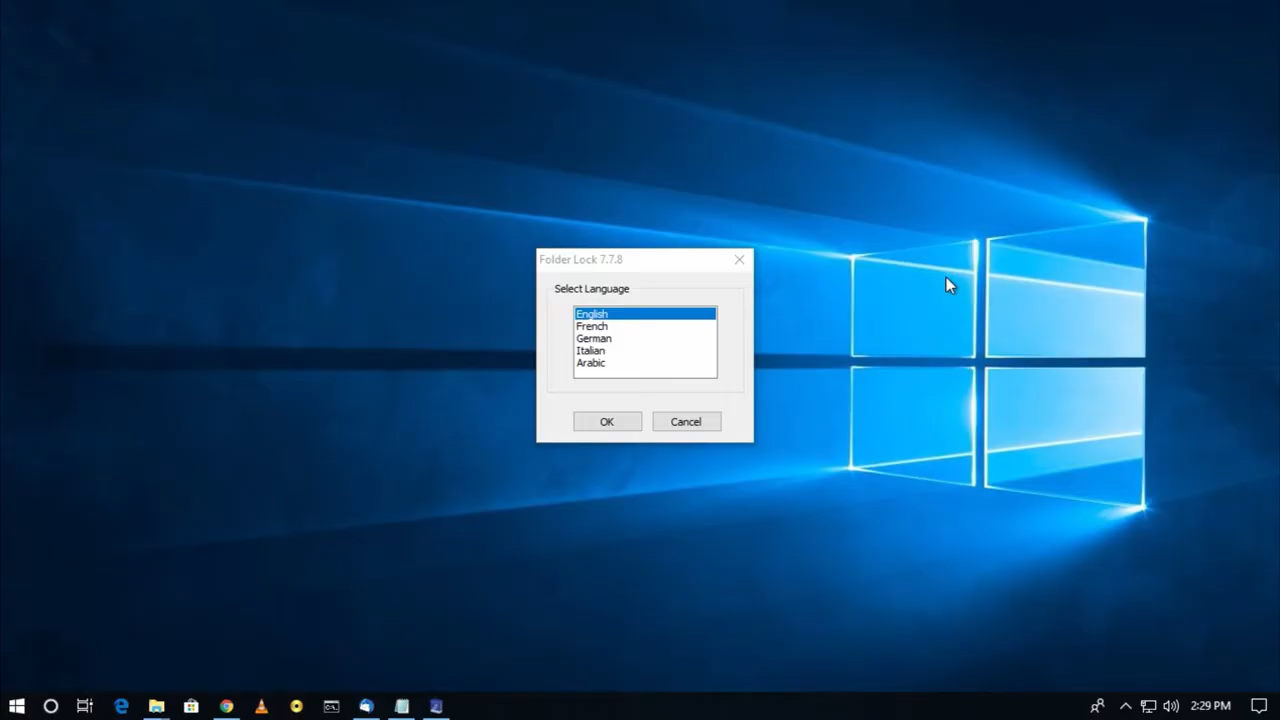 Folder Lock 7.7.8
Select Language
English
French
German
Italian
Arabic
OK
Cancel
2:29 PM